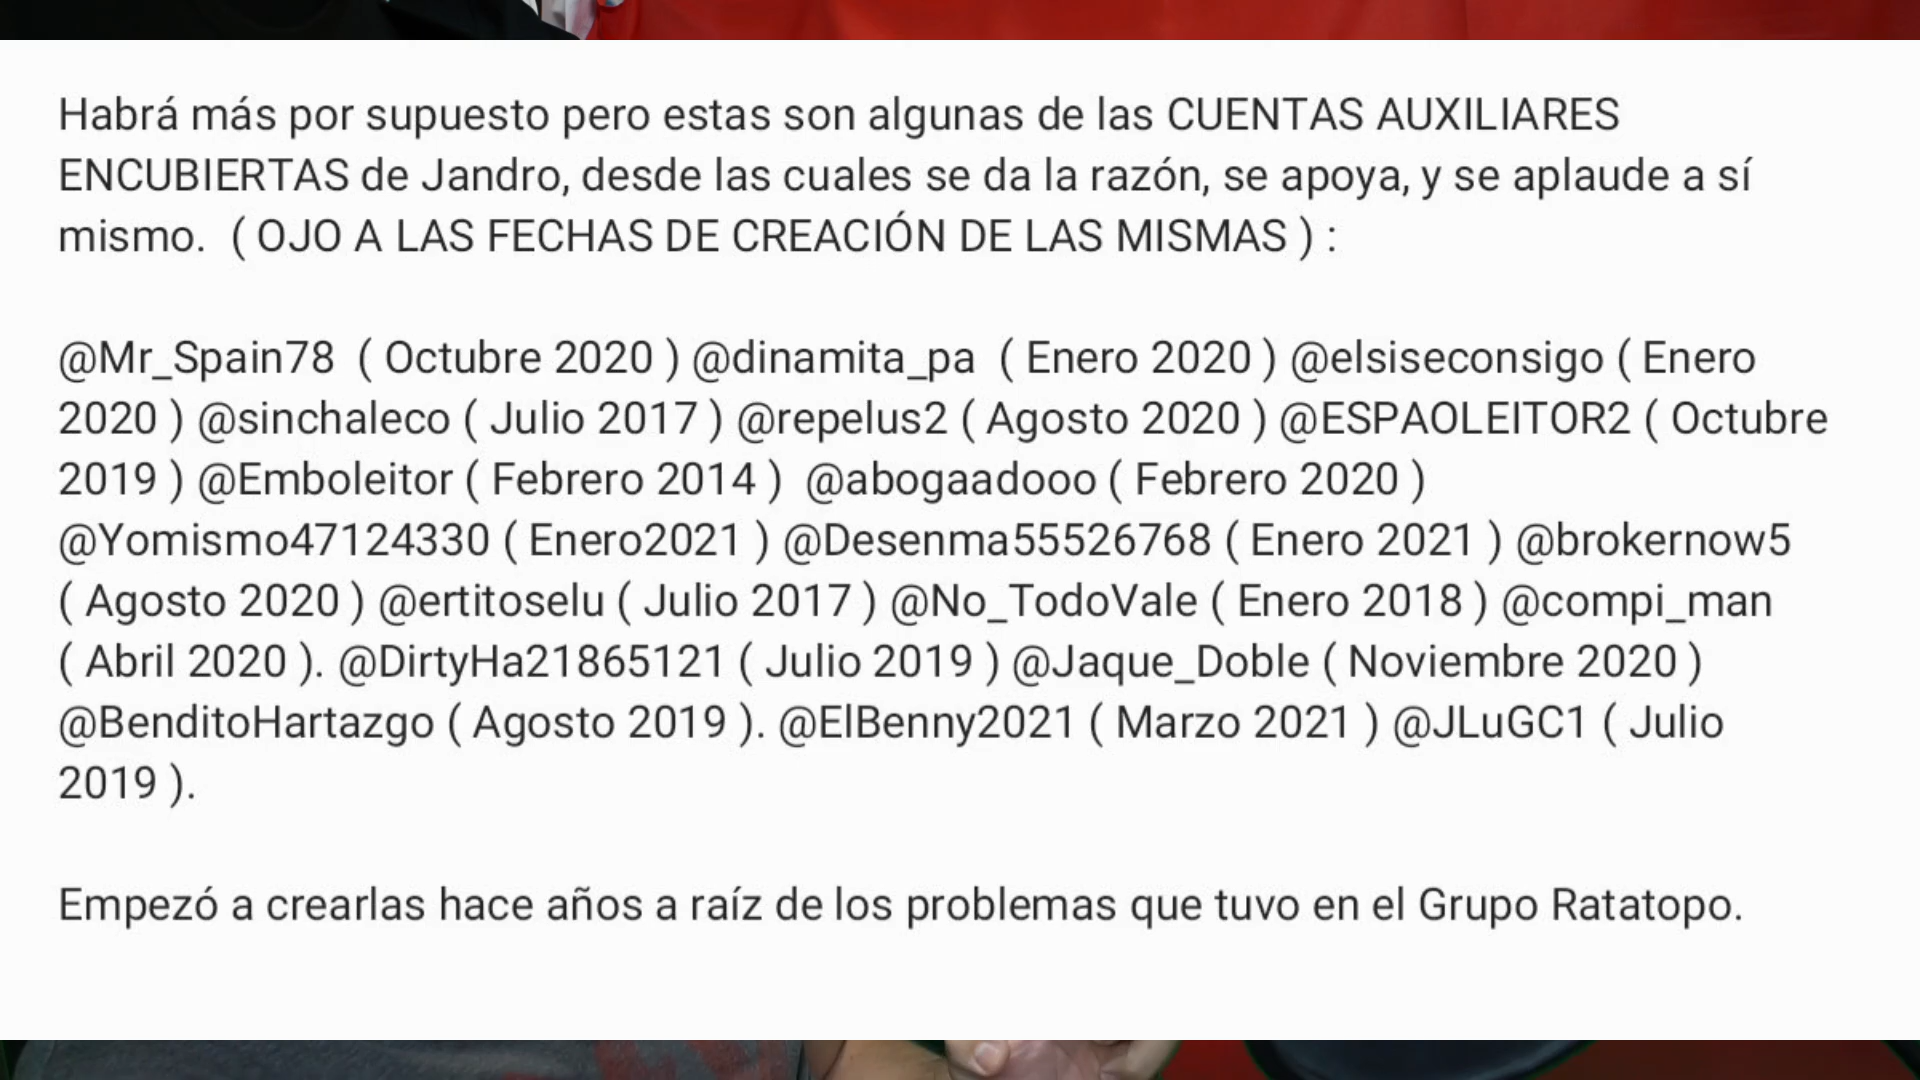 Habrá más por supuesto pero estas son algunas de las CUENTAS AUXILIARES
ENCUBIERTAS de Jandro, desde las cuales se da la razón, se apoya, y se aplaude a sí
mismo.  ( OJO A LAS FECHAS DE CREACIÓN DE LAS MISMAS ) :
@Mr_Spain78  ( Octubre 2020 ) @dinamita_pa  ( Enero 2020 ) @elsiseconsigo ( Enero
2020 ) @sinchaleco ( Julio 2017 ) @repelus2 ( Agosto 2020 ) @ESPAOLEITOR2 ( Octubre
2019 ) @Emboleitor ( Febrero 2014 )  @abogaadooo ( Febrero 2020 )
@Yomismo47124330 ( Enero2021 ) @Desenma55526768 ( Enero 2021 ) @brokernow5
( Agosto 2020 ) @ertitoselu ( Julio 2017 ) @No_TodoVale ( Enero 2018 ) @compi_man
( Abril 2020 ). @DirtyHa21865121 ( Julio 2019 ) @Jaque_Doble ( Noviembre 2020 )
@BenditoHartazgo ( Agosto 2019 ). @ElBenny2021 ( Marzo 2021 ) @JLuGC1 ( Julio
2019 ).
Empezó a crearlas hace años a raíz de los problemas que tuvo en el Grupo Ratatopo.